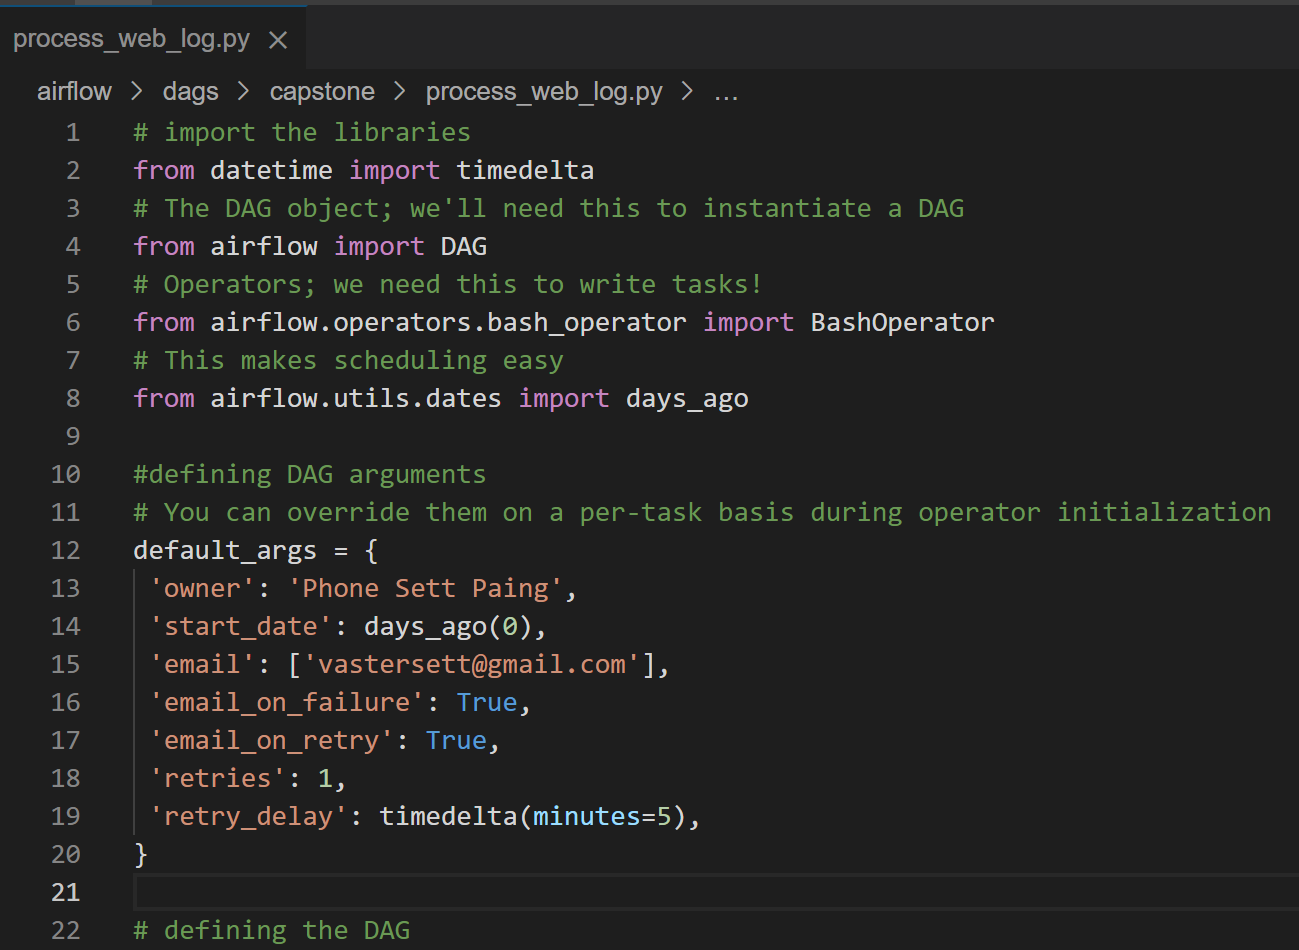 process_web_log.py ×
airflow > dags > capstone > process_web_log.py > ...
1 # import the libraries
2 from datetime import timedelta
3 # The DAG object; we'll need this to instantiate a DAG
4 from airflow import DAG
5 # Operators; we need this to write tasks!
6 from airflow.operators.bash_operator import BashOperator
7 # This makes scheduling easy
8 from airflow.utils.dates import days_ago
9
10 #defining DAG arguments
11 # You can override them on a per-task basis during operator initialization
12 default_args = {
13  'owner': 'Phone Sett Paing',
14  'start_date': days_ago(0),
15  'email': ['vastersett@gmail.com'],
16  'email_on_failure': True,
17  'email_on_retry': True,
18  'retries': 1,
19  'retry_delay': timedelta(minutes=5),
20 }
21
22 # defining the DAG